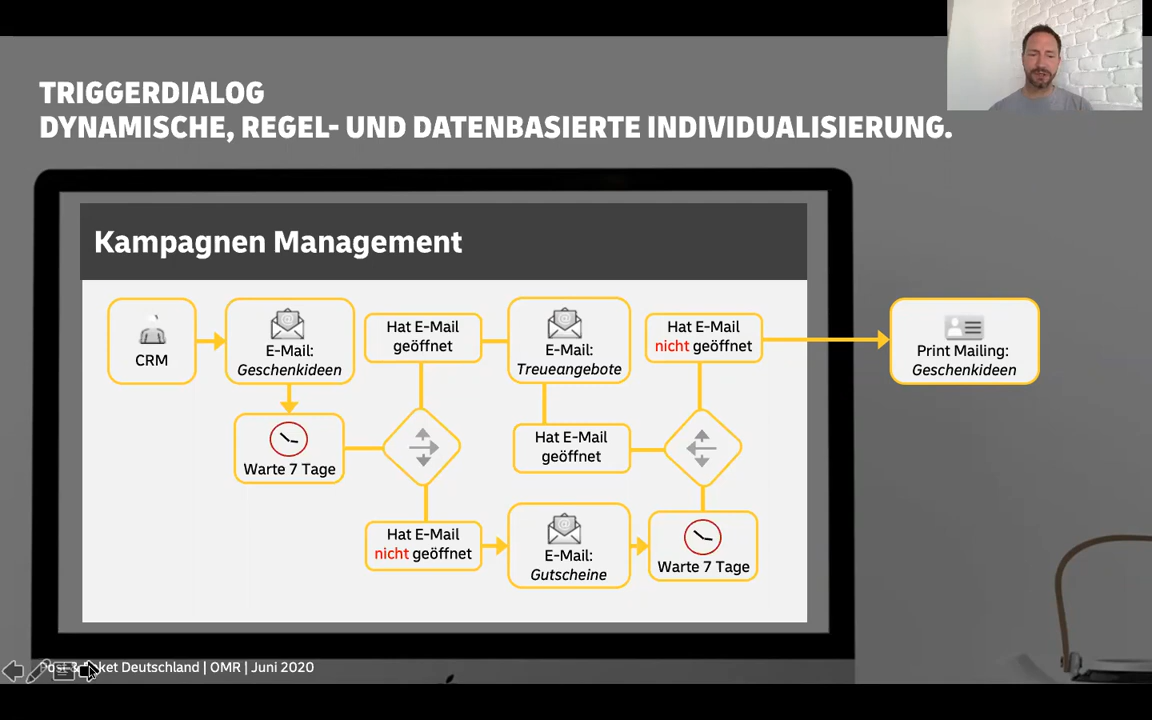 TRIGGERDIALOG
DYNAMISCHE, REGEL- UND DATENBASIERTE INDIVIDUALISIERUNG.
Kampagnen Management
CRM
E-Mail:
Geschenkideen
Hat E-Mail
geöffnet
E-Mail:
Treueangebote
Hat E-Mail
nicht geöffnet
Print Mailing:
Geschenkideen
Warte 7 Tage
Hat E-Mail
geöffnet
Hat E-Mail
nicht geöffnet
E-Mail:
Gutscheine
Warte 7 Tage
Deutschland | OMR | Juni 2020